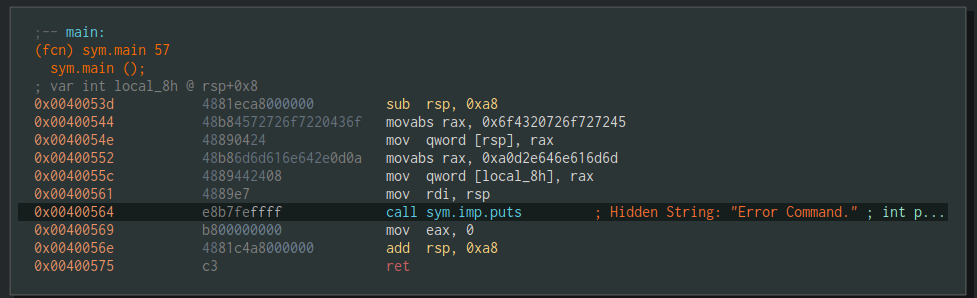 ;-- main:
(fcn) sym.main 57
sym.main ();
; var int local_8h @ rsp+0x8
0x0040053d 4881eca8000000 sub rsp, 0xa8
0x00400544 48b84572726f7220436f movabs rax, 0x6f4320726f727245
0x0040054e 48890424 mov qword [rsp], rax
0x00400552 48b86d6d616e642e0d0a movabs rax, 0xa0d2e646e616d6d
0x0040055c 4889442408 mov qword [local_8h], rax
0x00400561 4889e7 mov rdi, rsp
0x00400564 e8b7feffff call sym.imp.puts ; Hidden String: "Error Command." ; int p...
0x00400569 b800000000 mov eax, 0
0x0040056e 4881c4a8000000 add rsp, 0xa8
0x00400575 c3 ret